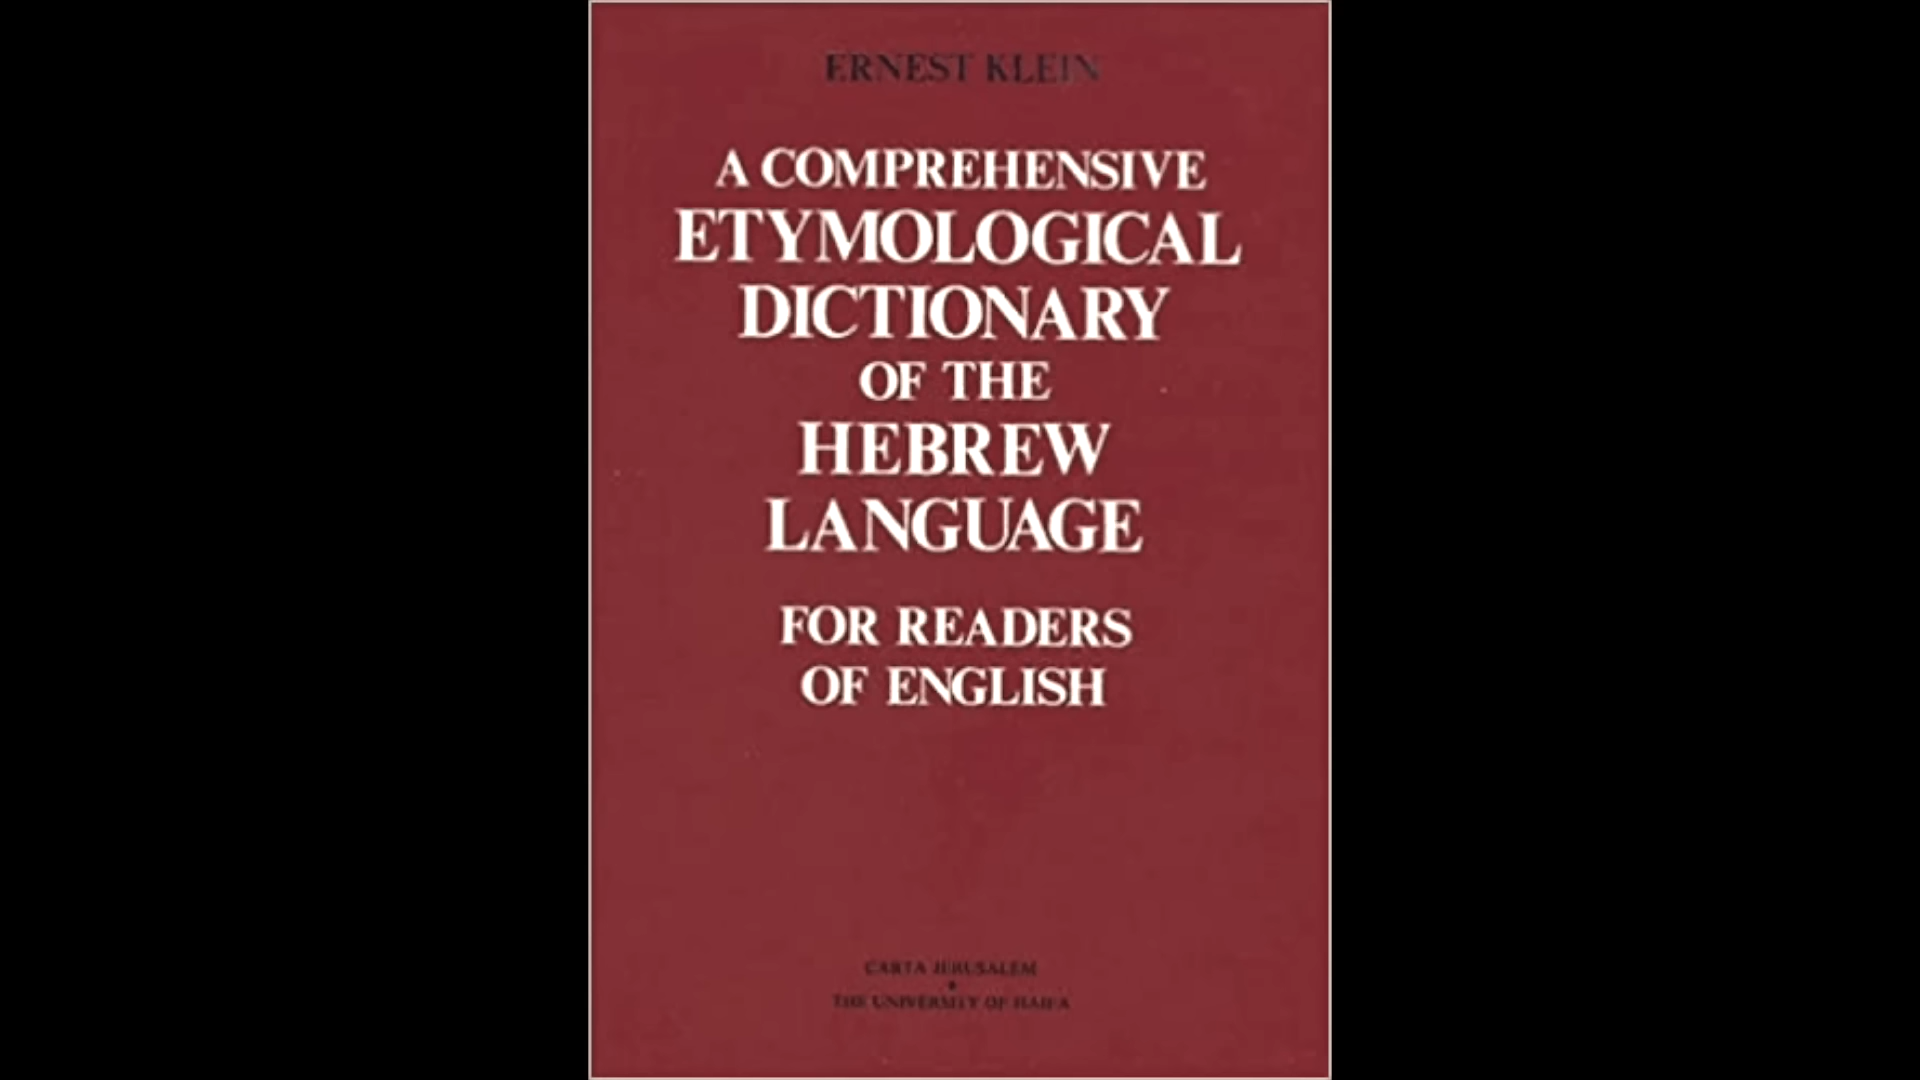 ERNEST KLEIN
A COMPREHENSIVE
ETYMOLOGICAL
DICTIONARY
OF THE
HEBREW
LANGUAGE
FOR READERS
OF ENGLISH
CARTA JERUSALEM
THE UNIVERSITY OF HAIFA